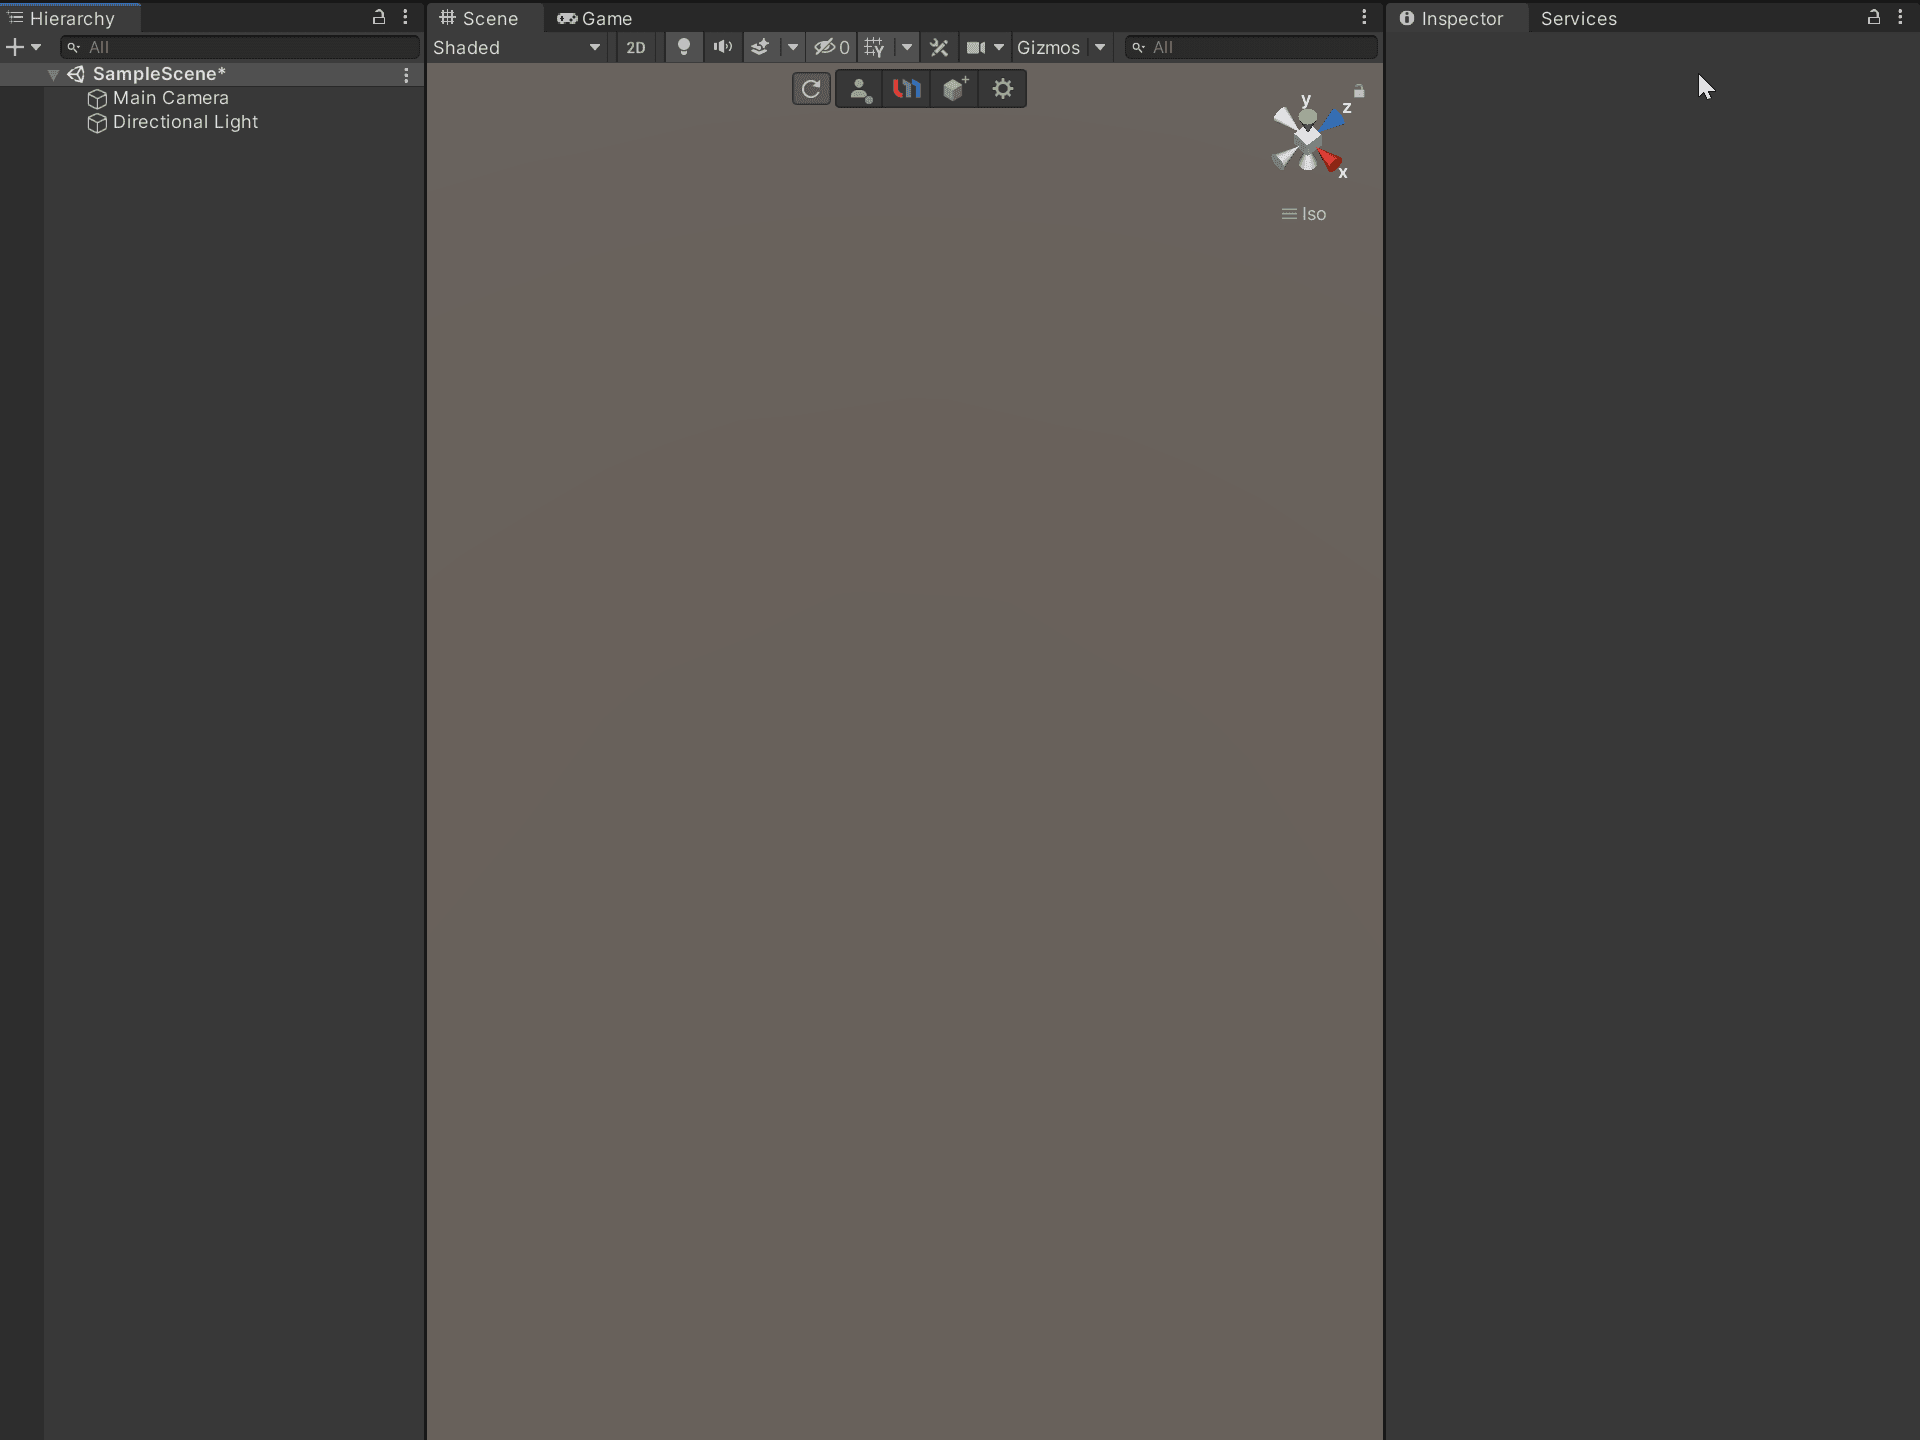 Hierarchy
All
SampleScene*
Main Camera
Directional Light
Scene
Game
Shaded
2D
0
Gizmos
All
y
z
x
Iso
Inspector
Services